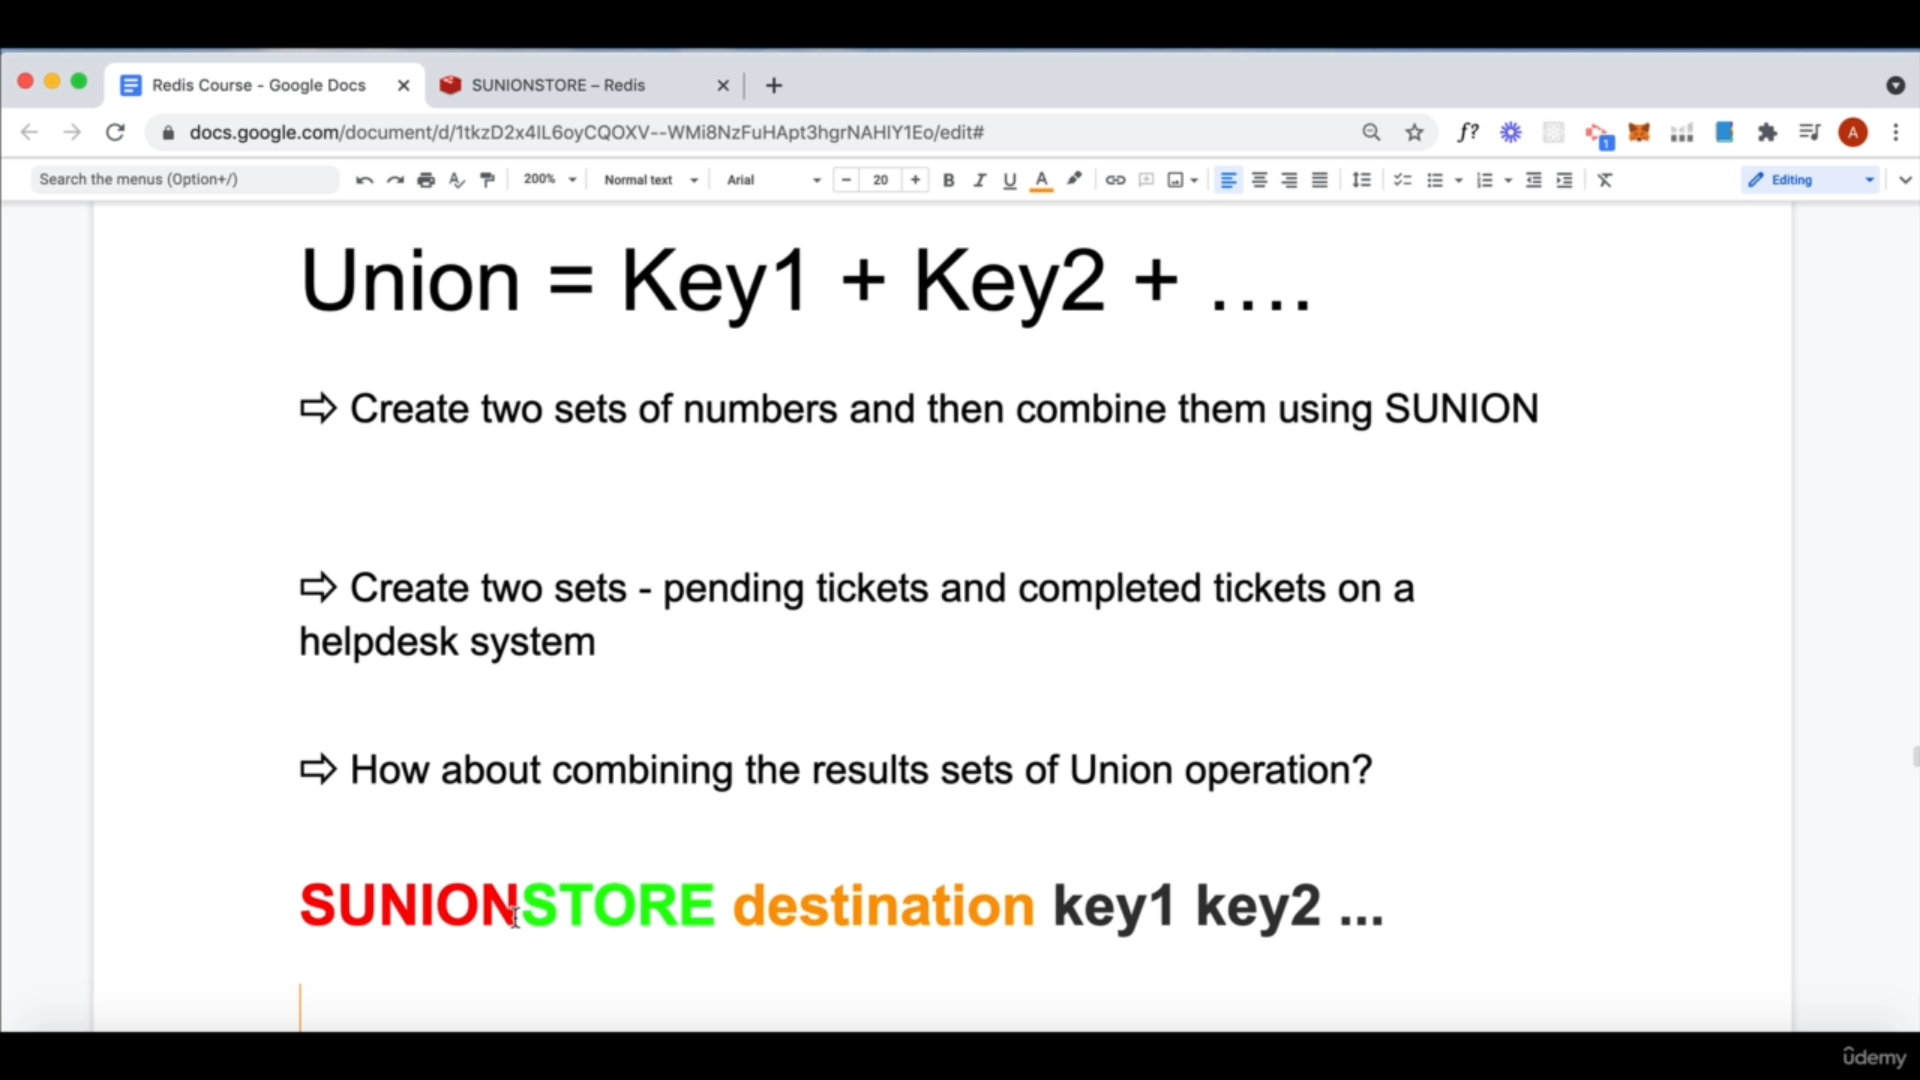 Redis Course - Google Docs
SUNIONSTORE – Redis
docs.google.com/document/d/1tkzD2x4IL6oyCQOXV--WMi8NzFuHApt3hgrNAHIY1Eo/edit#
f?
1
A
Search the menus (Option+/)
200%
Normal text
Arial
20
B I U A
Editing
Union = Key1 + Key2 + ....
⇨ Create two sets of numbers and then combine them using SUNION
⇨ Create two sets - pending tickets and completed tickets on a
helpdesk system
⇨ How about combining the results sets of Union operation?
SUNIONSTORE destination key1 key2 ...
ûdemy